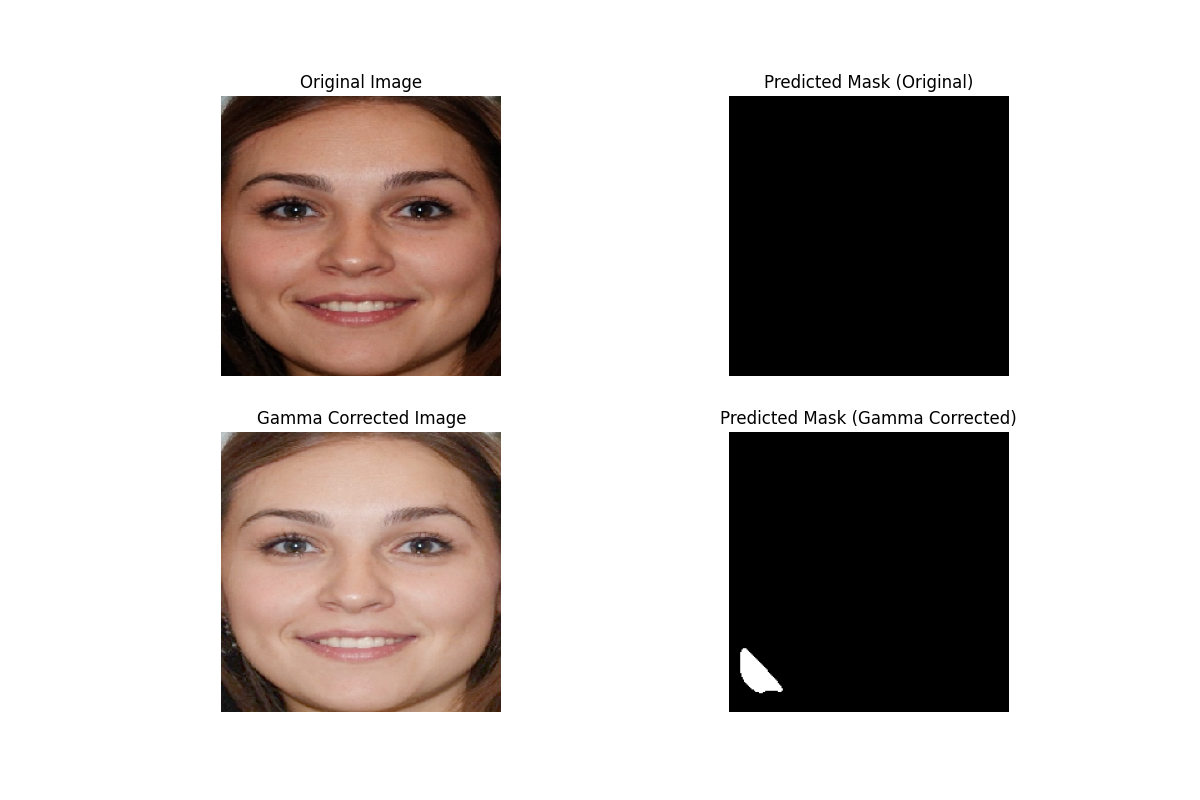 Original Image
Predicted Mask (Original)
Gamma Corrected Image
Predicted Mask (Gamma Corrected)